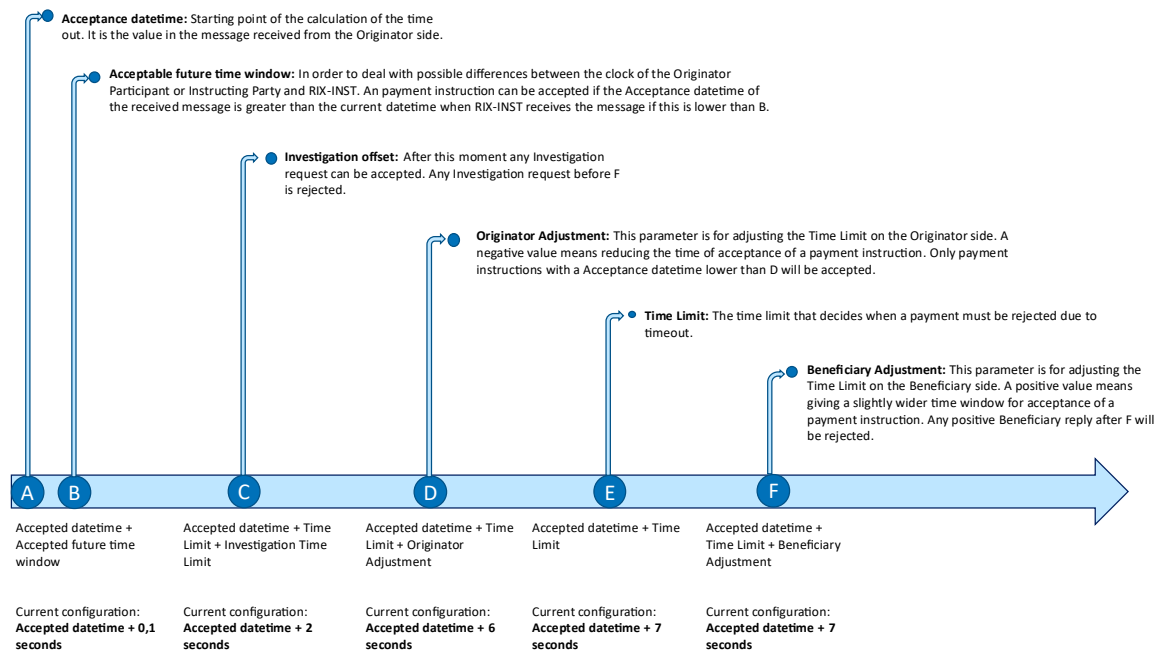 Acceptance datetime: Starting point of the calculation of the time
out. It is the value in the message received from the Originator side.
Acceptable future time window: In order to deal with possible differences between the clock of the Originator
Participant or Instructing Party and RIX-INST. An payment instruction can be accepted if the Acceptance datetime of
the received message is greater than the current datetime when RIX-INST receives the message if this is lower than B.
Investigation offset: After this moment any Investigation
request can be accepted. Any Investigation request before F
is rejected.
Originator Adjustment: This parameter is for adjusting the Time Limit on the Originator side. A
negative value means reducing the time of acceptance of a payment instruction. Only payment
instructions with a Acceptance datetime lower than D will be accepted.
Time Limit: The time limit that decides when a payment must be rejected due to
timeout.
Beneficiary Adjustment: This parameter is for adjusting the
Time Limit on the Beneficiary side. A positive value means
giving a slightly wider time window for acceptance of a
payment instruction. Any positive Beneficiary reply after F will
be rejected.
A
B
C
D
E
F
Accepted datetime +
Accepted future time
window
Accepted datetime + Time
Limit + Investigation Time
Limit
Accepted datetime + Time
Limit + Originator
Adjustment
Accepted datetime + Time
Limit
Accepted datetime +
Time Limit + Beneficiary
Adjustment
Current configuration:
Accepted datetime + 0,1
seconds
Current configuration:
Accepted datetime + 2
seconds
Current configuration:
Accepted datetime + 6
seconds
Current configuration:
Accepted datetime + 7
seconds
Current configuration:
Accepted datetime + 7
seconds